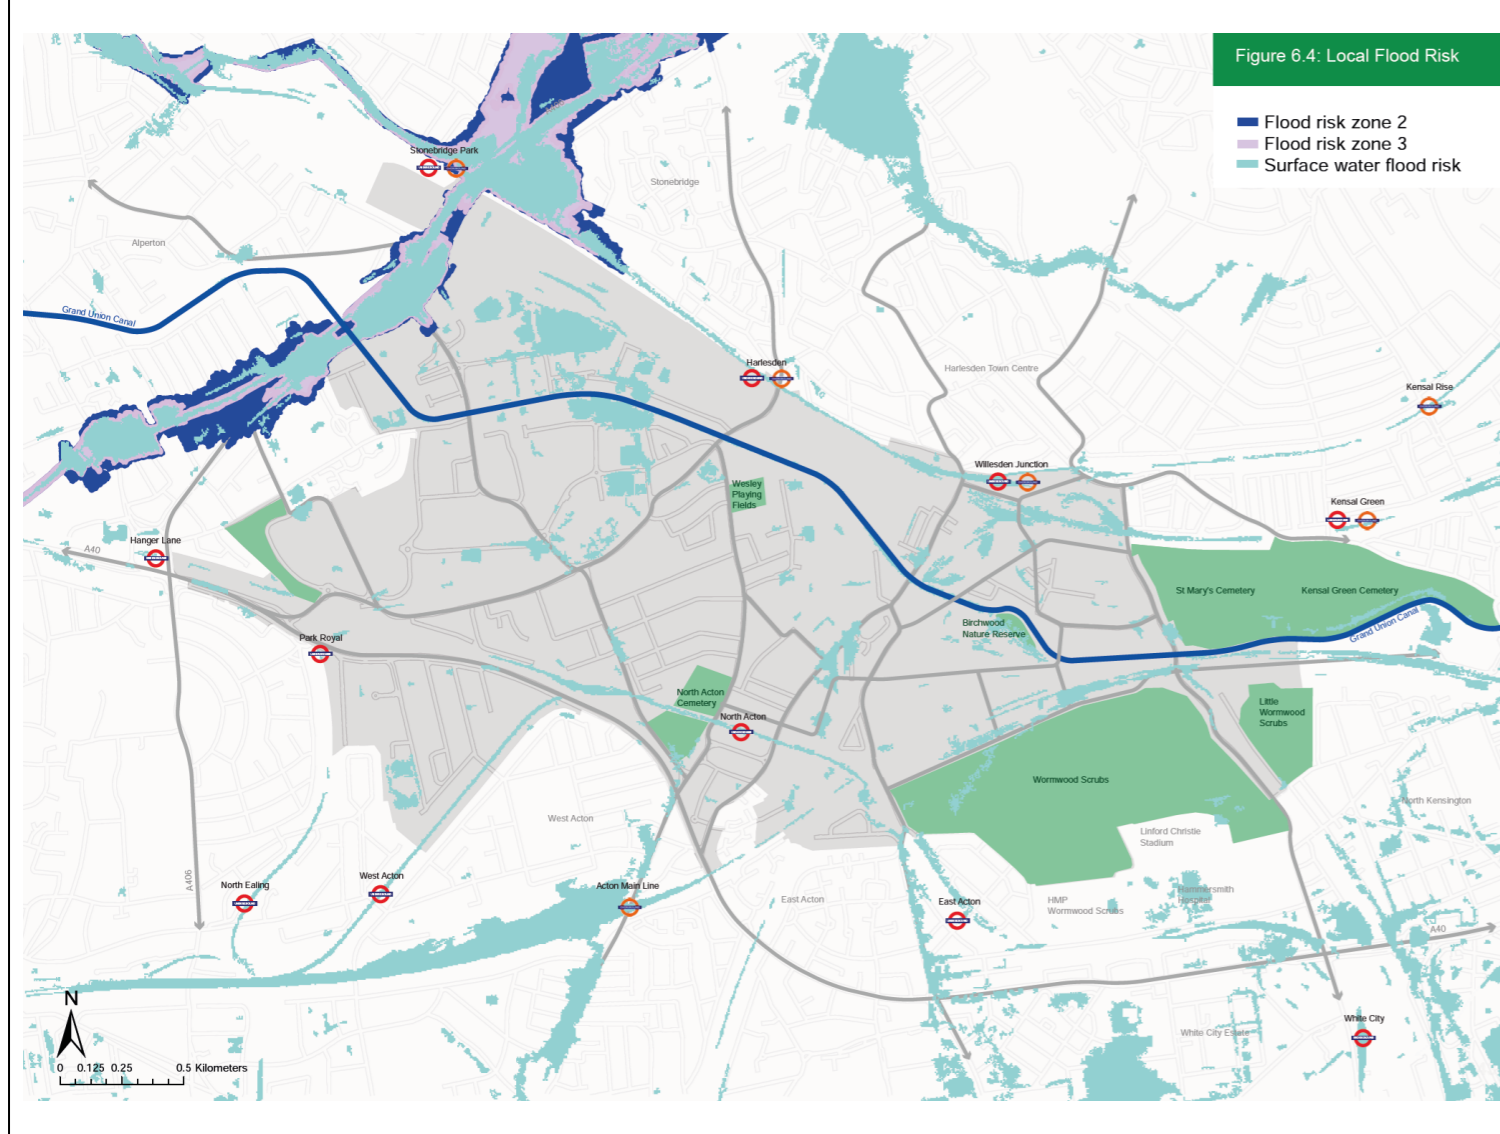 Figure 6.4: Local Flood Risk
Flood risk zone 2
Flood risk zone 3
Surface water flood risk
A406
Stonebridge Park
Stonebridge
Alperton
Grand Union Canal
Harlesden
Harlesden Town Centre
Kensal Rise
Willesden Junction
Wesley
Playing
Fields
Kensal Green
Hanger Lane
A40
St Mary's Cemetery
Kensal Green Cemetery
Birchwood
Nature Reserve
Grand Union Canal
Park Royal
North Acton
Cemetery
North Acton
Little
Wormwood
Scrubs
Wormwood Scrubs
North Kensington
West Acton
Linford Christie
Stadium
A406
North Ealing
West Acton
Acton Main Line
East Acton
East Acton
HMP
Wormwood Scrubs
Hammersmith
Hospital
A40
N
White City
White City Estate
0 0.125 0.25 0.5 Kilometers